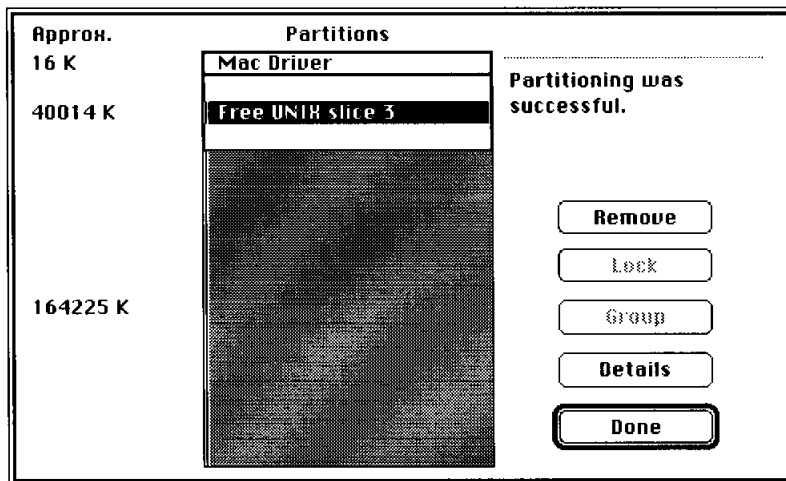 Approx. Partitions
16 K Mac Driver
Partitioning was
successful.
40014 K Free UNIX slice 3
Remove
Lock
164225 K
Group
Details
Done